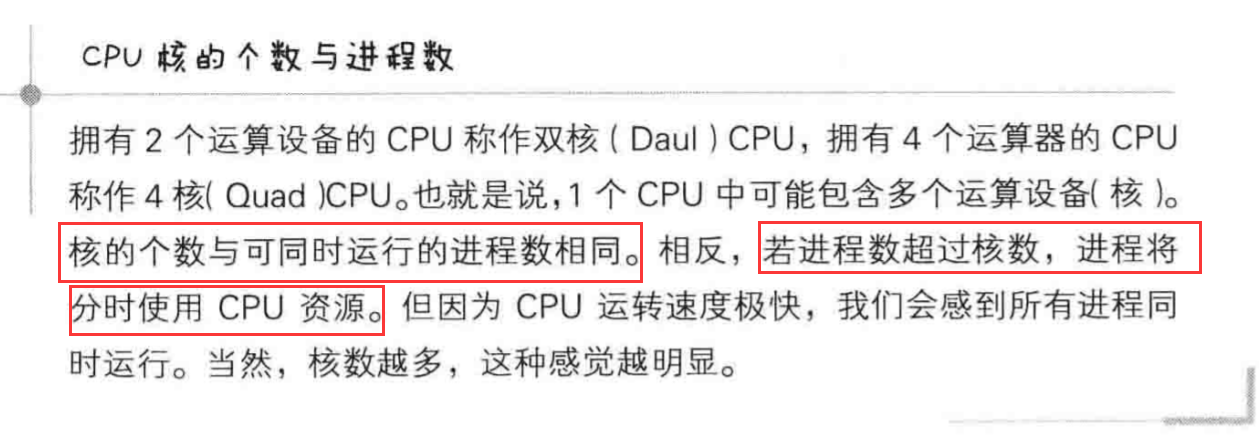 CPU 核的个数与进程数
拥有 2 个运算设备的 CPU 称作双核 ( Daul ) CPU，拥有 4 个运算器的 CPU
称作 4 核( Quad )CPU。也就是说，1 个 CPU 中可能包含多个运算设备( 核 )。
核的个数与可同时运行的进程数相同。相反，若进程数超过核数，进程将
分时使用 CPU 资源。但因为 CPU 运转速度极快，我们会感到所有进程同
时运行。当然，核数越多，这种感觉越明显。